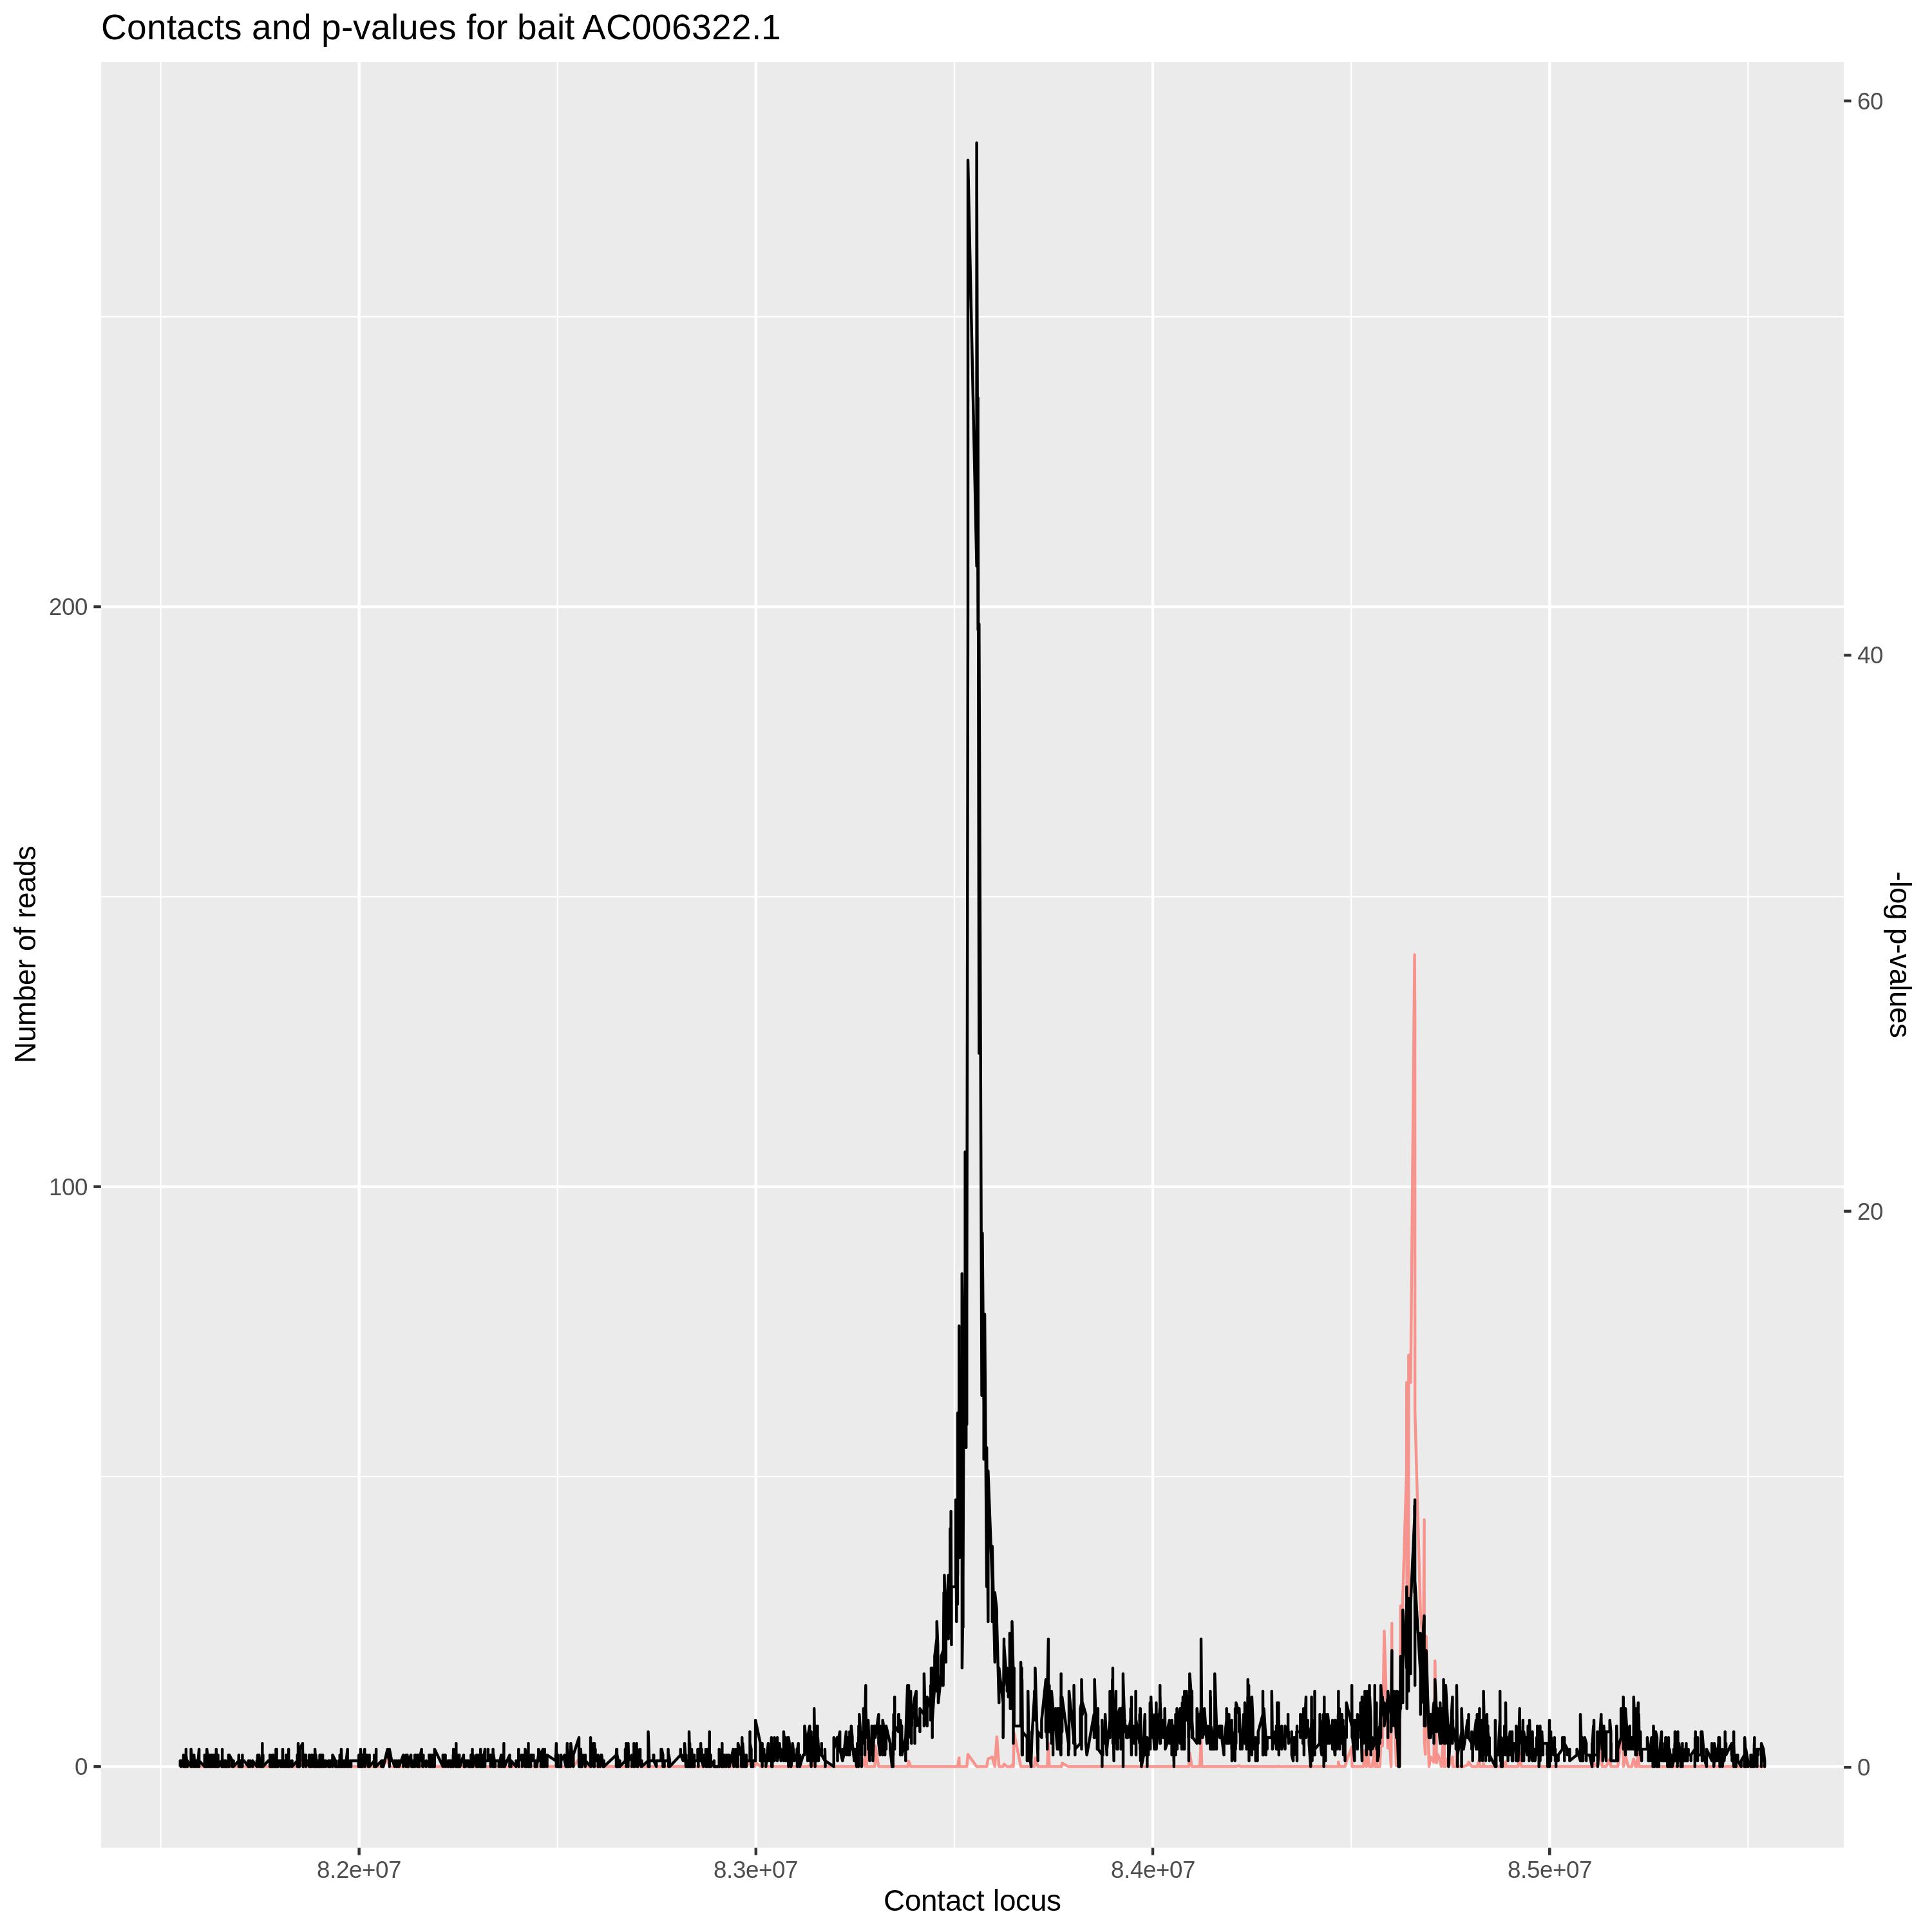 Contacts and p-values for bait AC006322.1
60
200
40
Number of reads
-log p-values
100
20
0
0
8.2e+07
8.3e+07
8.4e+07
8.5e+07
Contact locus